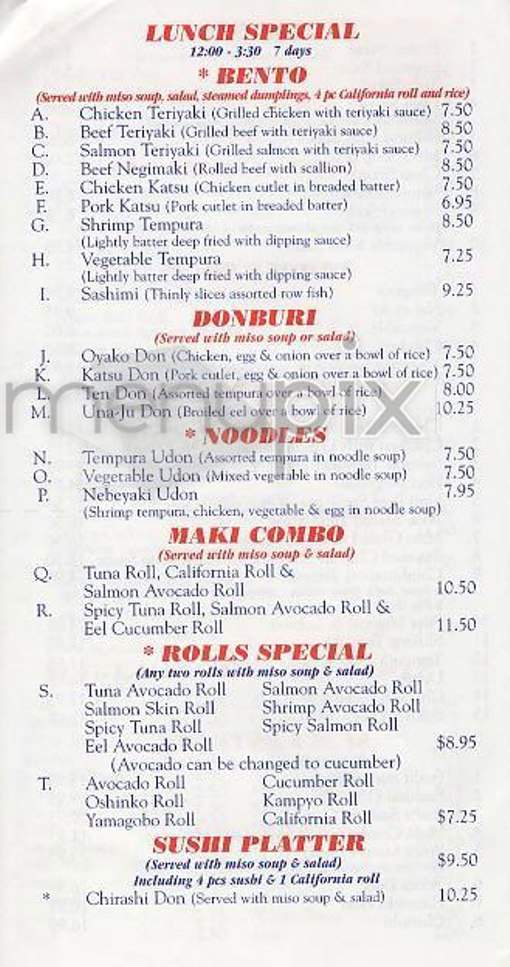 LUNCH SPECIAL
12:00 - 3:30 7 days
* BENTO
(Served with miso soup, salad, steamed dumplings, 4 pc California roll and rice)
A. Chicken Teriyaki (Grilled chicken with teriyaki sauce) 7.50
B. Beef Teriyaki (Grilled beef with teriyaki sauce) 8.50
C. Salmon Teriyaki (Grilled salmon with teriyaki sauce) 7.50
D. Beef Negimaki (Rolled beef with scallion) 8.50
E. Chicken Katsu (Chicken cutlet in breaded batter) 7.50
F. Pork Katsu (Pork cutlet in breaded batter) 6.95
G. Shrimp Tempura 8.50
(Lightly batter deep fried with dipping sauce)
H. Vegetable Tempura 7.25
(Lightly batter deep fried with dipping sauce)
I. Sashimi (Thinly slices assorted row fish) 9.25
DONBURI
(Served with miso soup or salad)
J. Oyako Don (Chicken, egg & onion over a bowl of rice) 7.50
K. Katsu Don (Pork cutlet, egg & onion over a bowl of rice) 7.50
L. Ten Don (Assorted tempura over a bowl of rice) 8.00
M. Una-Ju Don (Broiled eel over a bowl of rice) 10.25
menupix
* NOODLES
N. Tempura Udon (Assorted tempura in noodle soup) 7.50
O. Vegetable Udon (Mixed vegetable in noodle soup) 7.50
P. Nebeyaki Udon 7.95
(Shrimp tempura, chicken, vegetable & egg in noodle soup)
MAKI COMBO
(Served with miso soup & salad)
Q. Tuna Roll, California Roll &
Salmon Avocado Roll 10.50
R. Spicy Tuna Roll, Salmon Avocado Roll &
Eel Cucumber Roll 11.50
* ROLLS SPECIAL
(Any two rolls with miso soup & salad)
S. Tuna Avocado Roll Salmon Avocado Roll
Salmon Skin Roll Shrimp Avocado Roll
Spicy Tuna Roll Spicy Salmon Roll
Eel Avocado Roll $8.95
(Avocado can be changed to cucumber)
T. Avocado Roll Cucumber Roll
Oshinko Roll Kampyo Roll
Yamagobo Roll California Roll $7.25
SUSHI PLATTER
(Served with miso soup & salad) $9.50
Including 4 pcs sushi & 1 California roll
* Chirashi Don (Served with miso soup & salad) 10.25